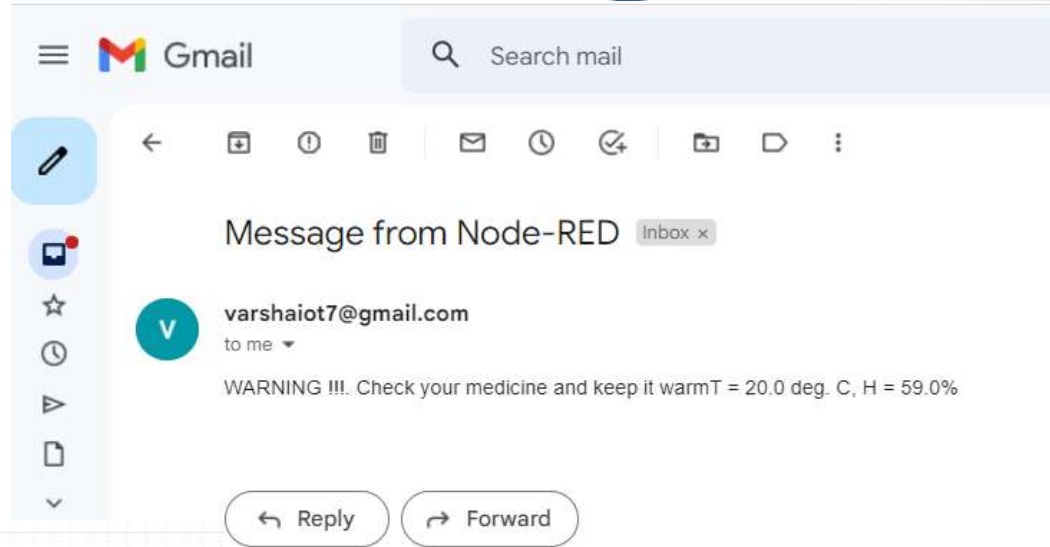 Gmail
Search mail
Message from Node-RED Inbox ×
V
varshaiot7@gmail.com
to me
WARNING !!!. Check your medicine and keep it warmT = 20.0 deg. C, H = 59.0%
Reply
Forward